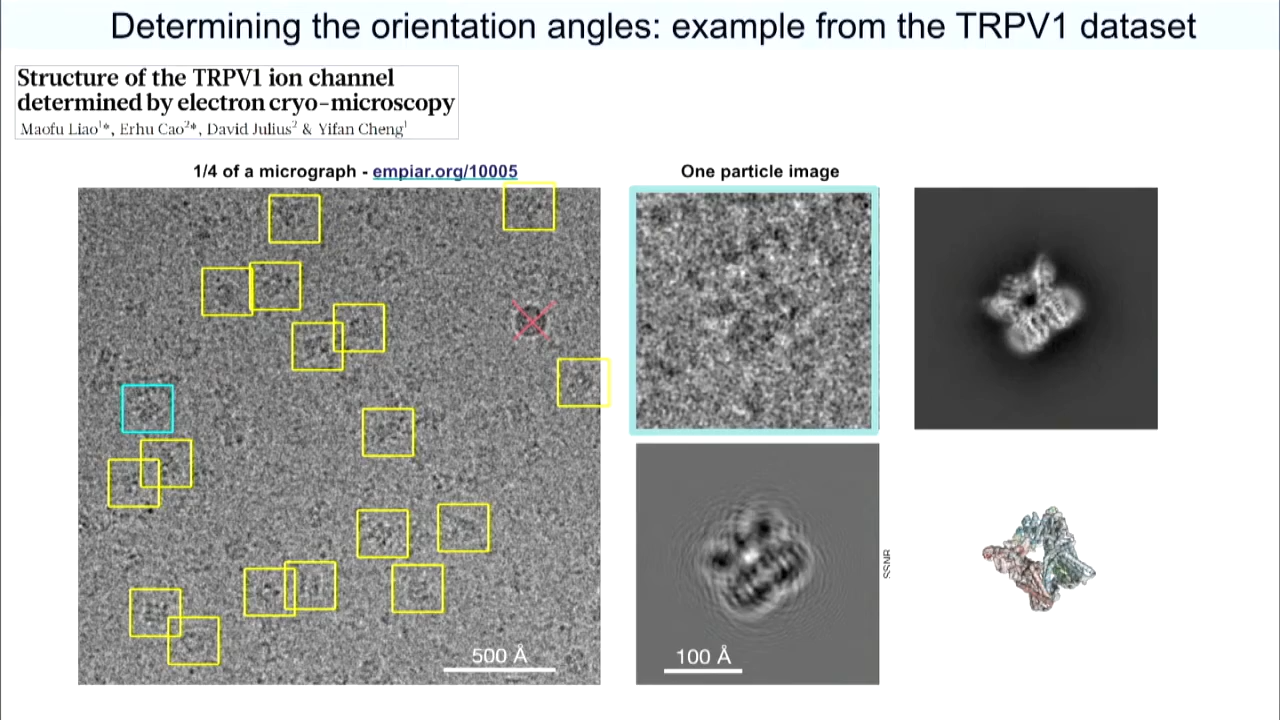 Determining the orientation angles: example from the TRPV1 dataset
Structure of the TRPV1 ion channel
determined by electron cryo-microscopy
Maofu Liao¹*, Erhu Cao²*, David Julius² & Yifan Cheng¹
1/4 of a micrograph - empiar.org/10005
One particle image
500 Å
100 Å
SSNR